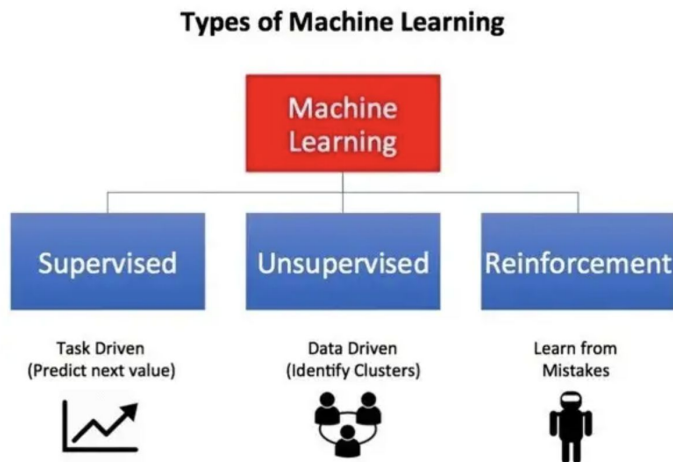 Types of Machine Learning
Machine
Learning
Supervised
Unsupervised
Reinforcement
Task Driven
(Predict next value)
Data Driven
(Identify Clusters)
Learn from
Mistakes